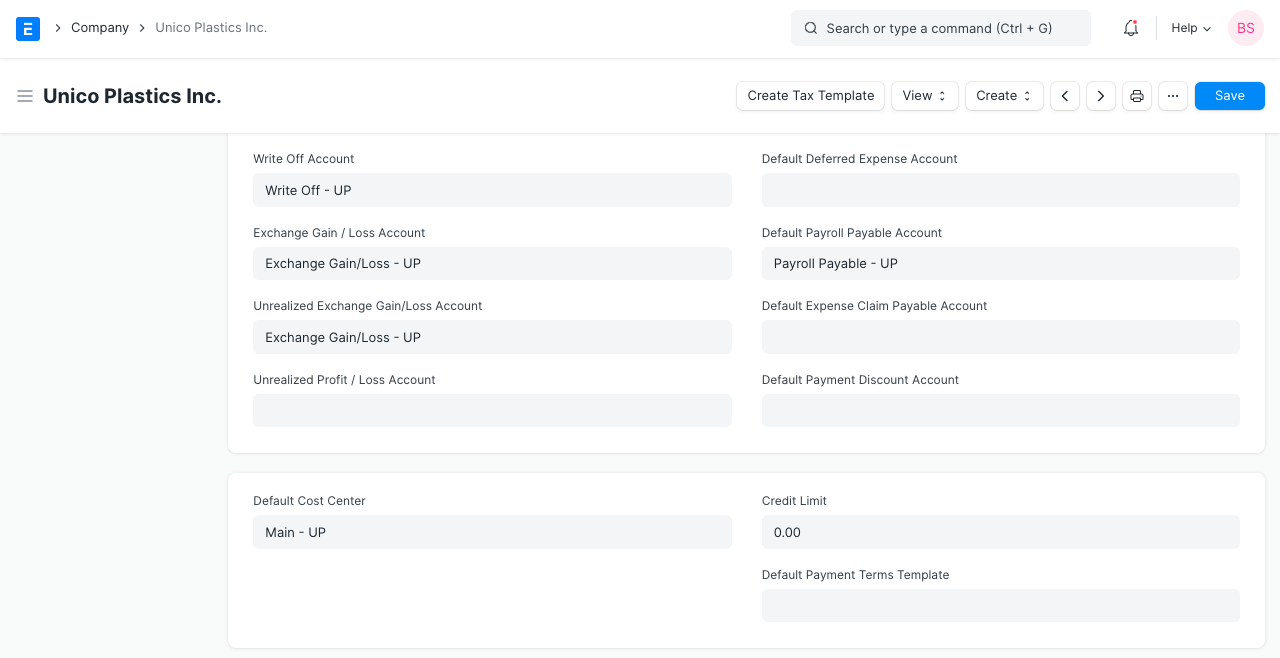 E
Company
Unico Plastics Inc.
Search or type a command (Ctrl + G)
Help
BS
Unico Plastics Inc.
Create Tax Template
View
Create
Save
Write Off Account
Write Off - UP
Default Deferred Expense Account
Exchange Gain / Loss Account
Exchange Gain/Loss - UP
Default Payroll Payable Account
Payroll Payable - UP
Unrealized Exchange Gain/Loss Account
Exchange Gain/Loss - UP
Default Expense Claim Payable Account
Unrealized Profit / Loss Account
Default Payment Discount Account
Default Cost Center
Main - UP
Credit Limit
0.00
Default Payment Terms Template